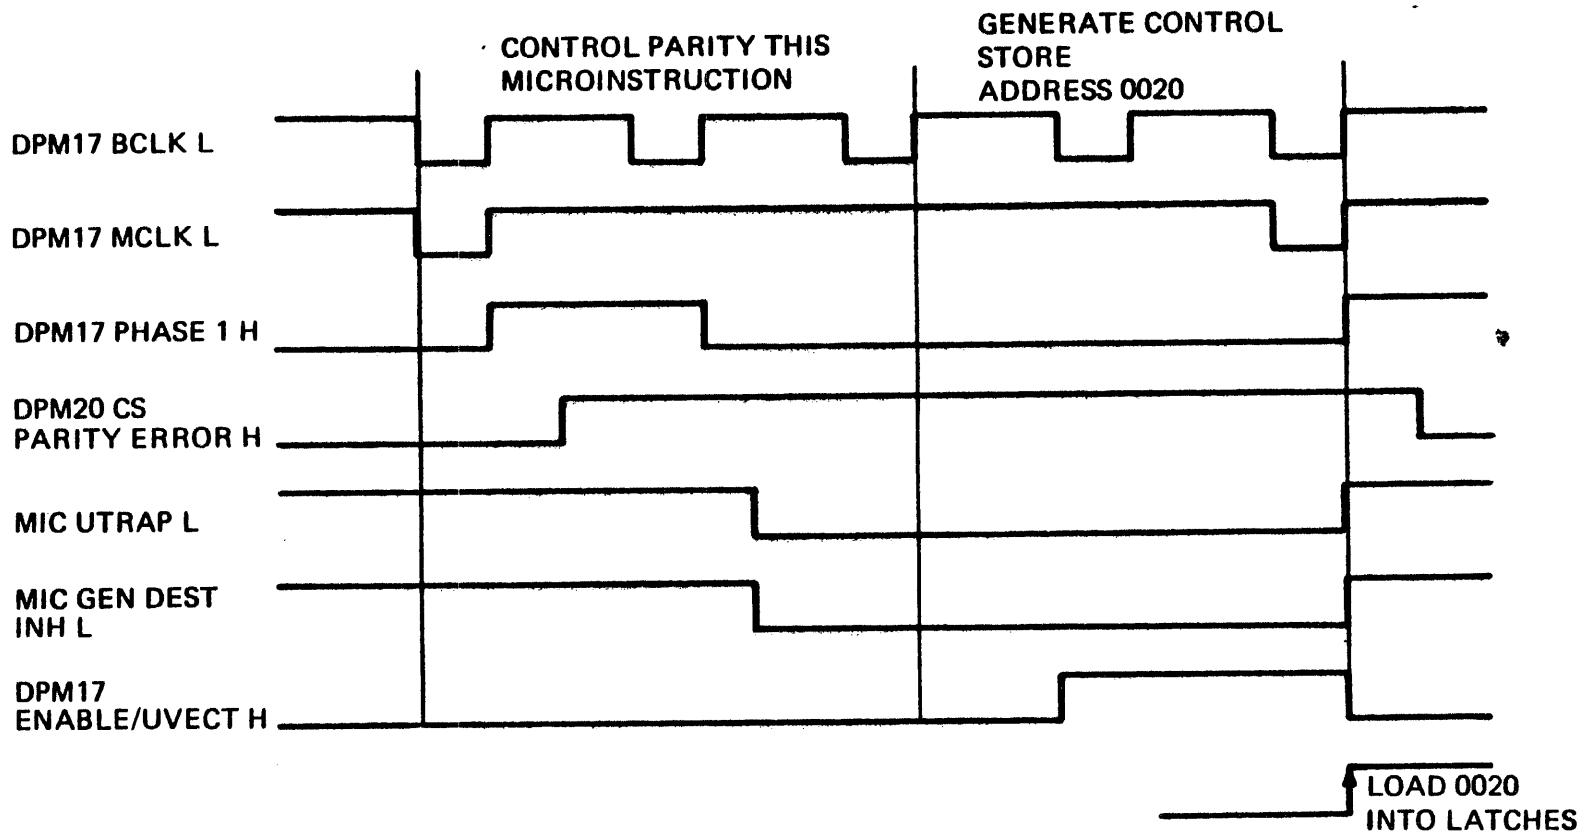 CONTROL PARITY THIS
MICROINSTRUCTION
GENERATE CONTROL
STORE
ADDRESS 0020
DPM17 BCLK L
DPM17 MCLK L
DPM17 PHASE 1 H
DPM20 CS
PARITY ERROR H
MIC UTRAP L
MIC GEN DEST
INH L
DPM17
ENABLE/UVECT H
LOAD 0020
INTO LATCHES